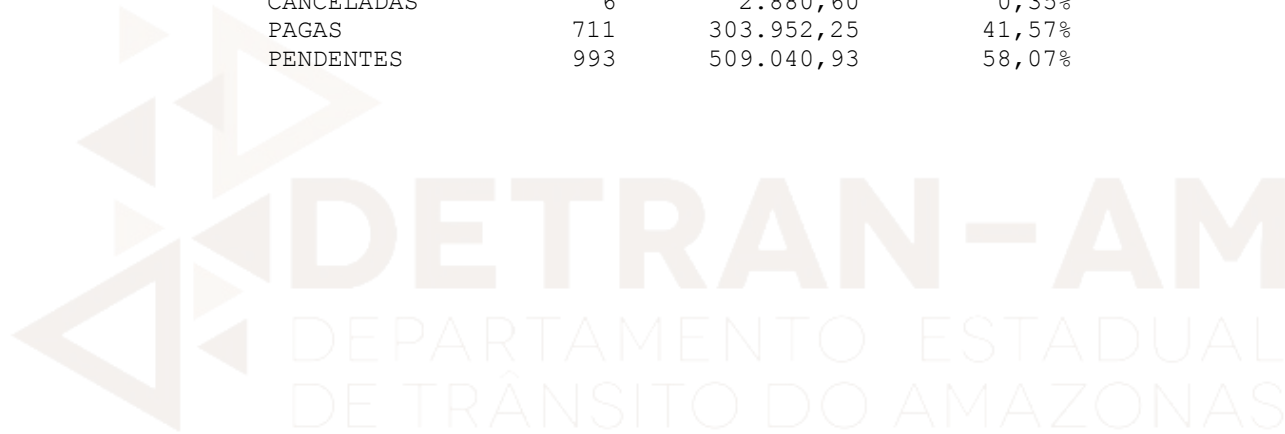 CANCELADAS 6 2.880,60 0,35%
PAGAS 711 303.952,25 41,57%
PENDENTES 993 509.040,93 58,07%
DETRAN-AM
DEPARTAMENTO ESTADUAL
DE TRÂNSITO DO AMAZONAS